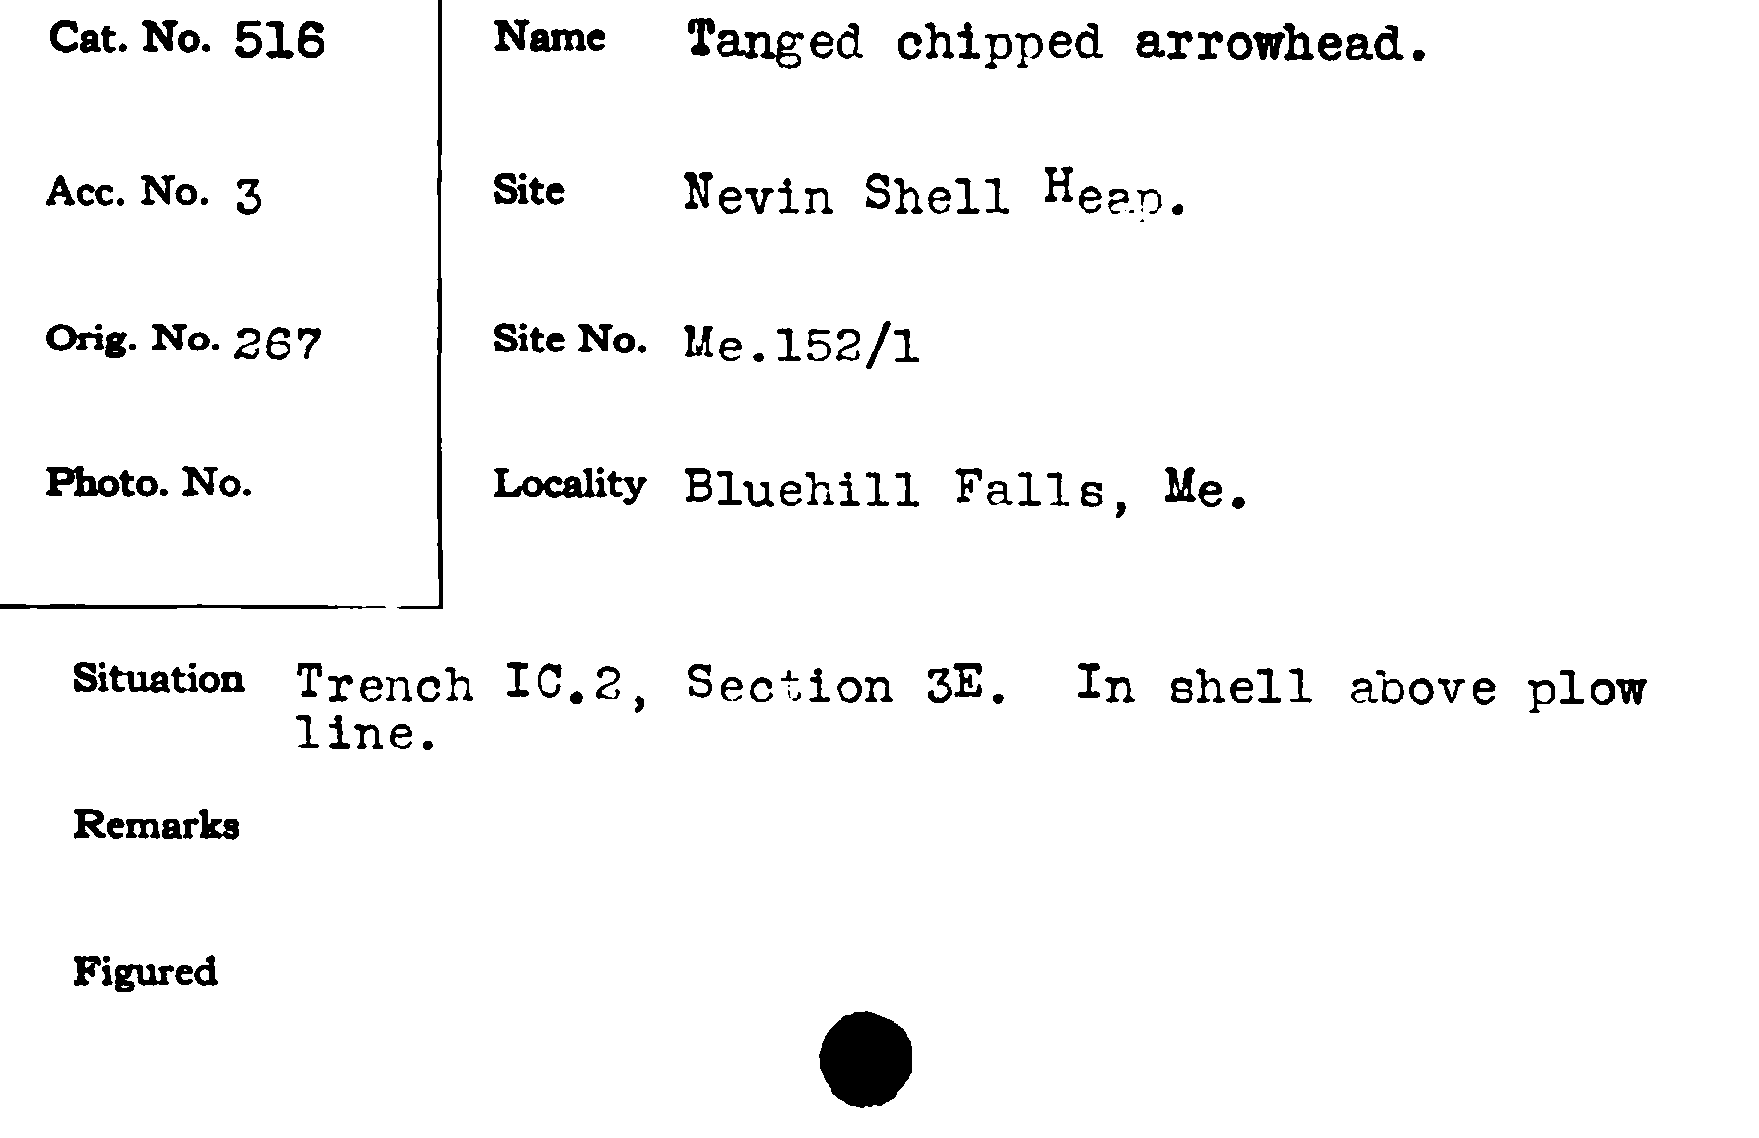 Cat. No. 516
Name Tanged chipped arrowhead.
Acc. No. 3
Site Nevin Shell Heap.
Orig. No. 267
Site No. Me.152/1
Photo. No.
Locality Bluehill Falls, Me.
Situation Trench IC.2, Section 3E. In shell above plow
line.
Remarks
Figured